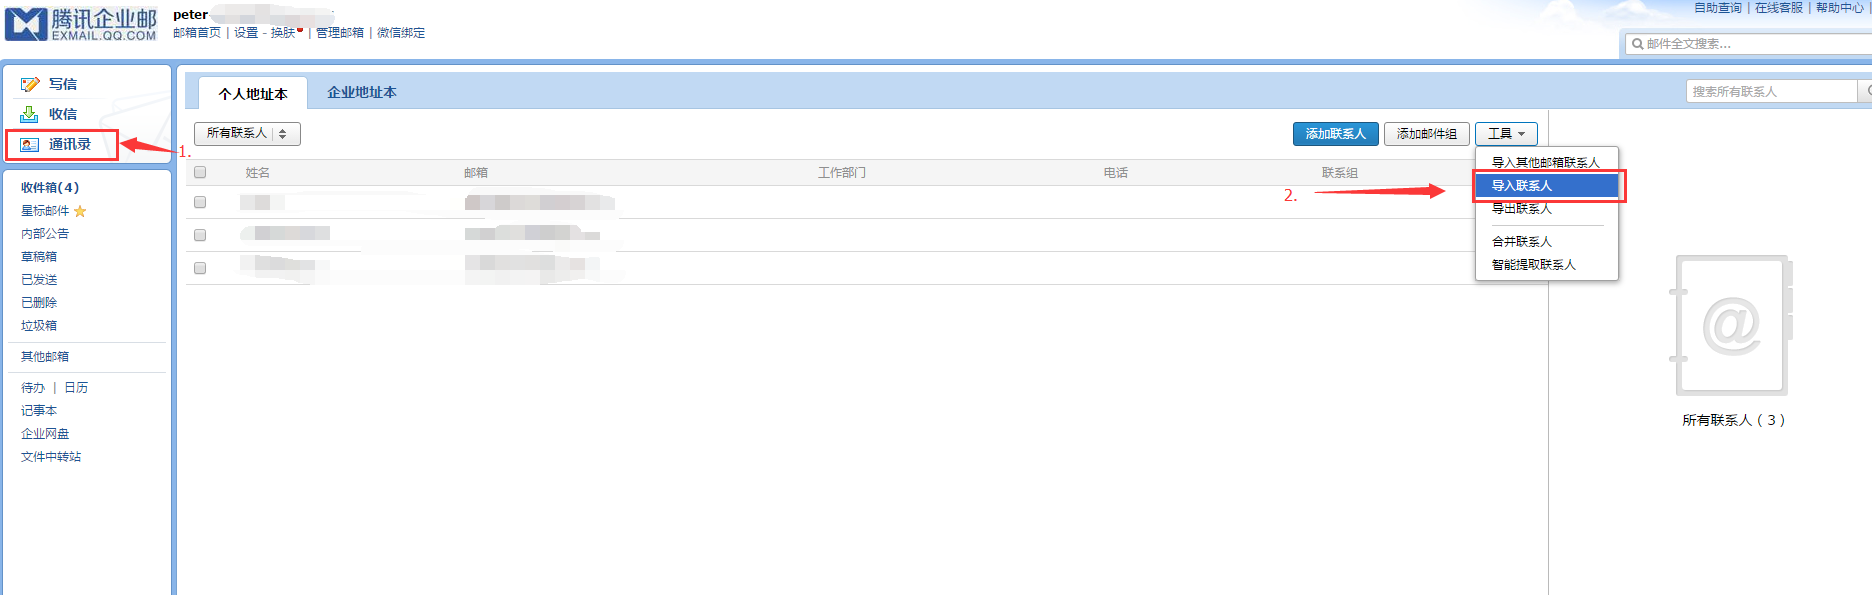 腾讯企业邮
EXMAIL.QQ.COM
peter
邮箱首页 | 设置 - 换肤 | 管理邮箱 | 微信绑定
自助查询 | 在线客服 | 帮助中心 |
邮件全文搜索...
写信
收信
通讯录
1.
收件箱(4)
星标邮件
内部公告
草稿箱
已发送
已删除
垃圾箱
其他邮箱
待办 | 日历
记事本
企业网盘
文件中转站
个人地址本 企业地址本
搜索所有联系人
所有联系人
添加联系人 添加邮件组 工具
姓名 邮箱 工作部门 电话 联系组
导入其他邮箱联系人
2.
导入联系人
导出联系人
合并联系人
智能提取联系人
@
所有联系人（3）